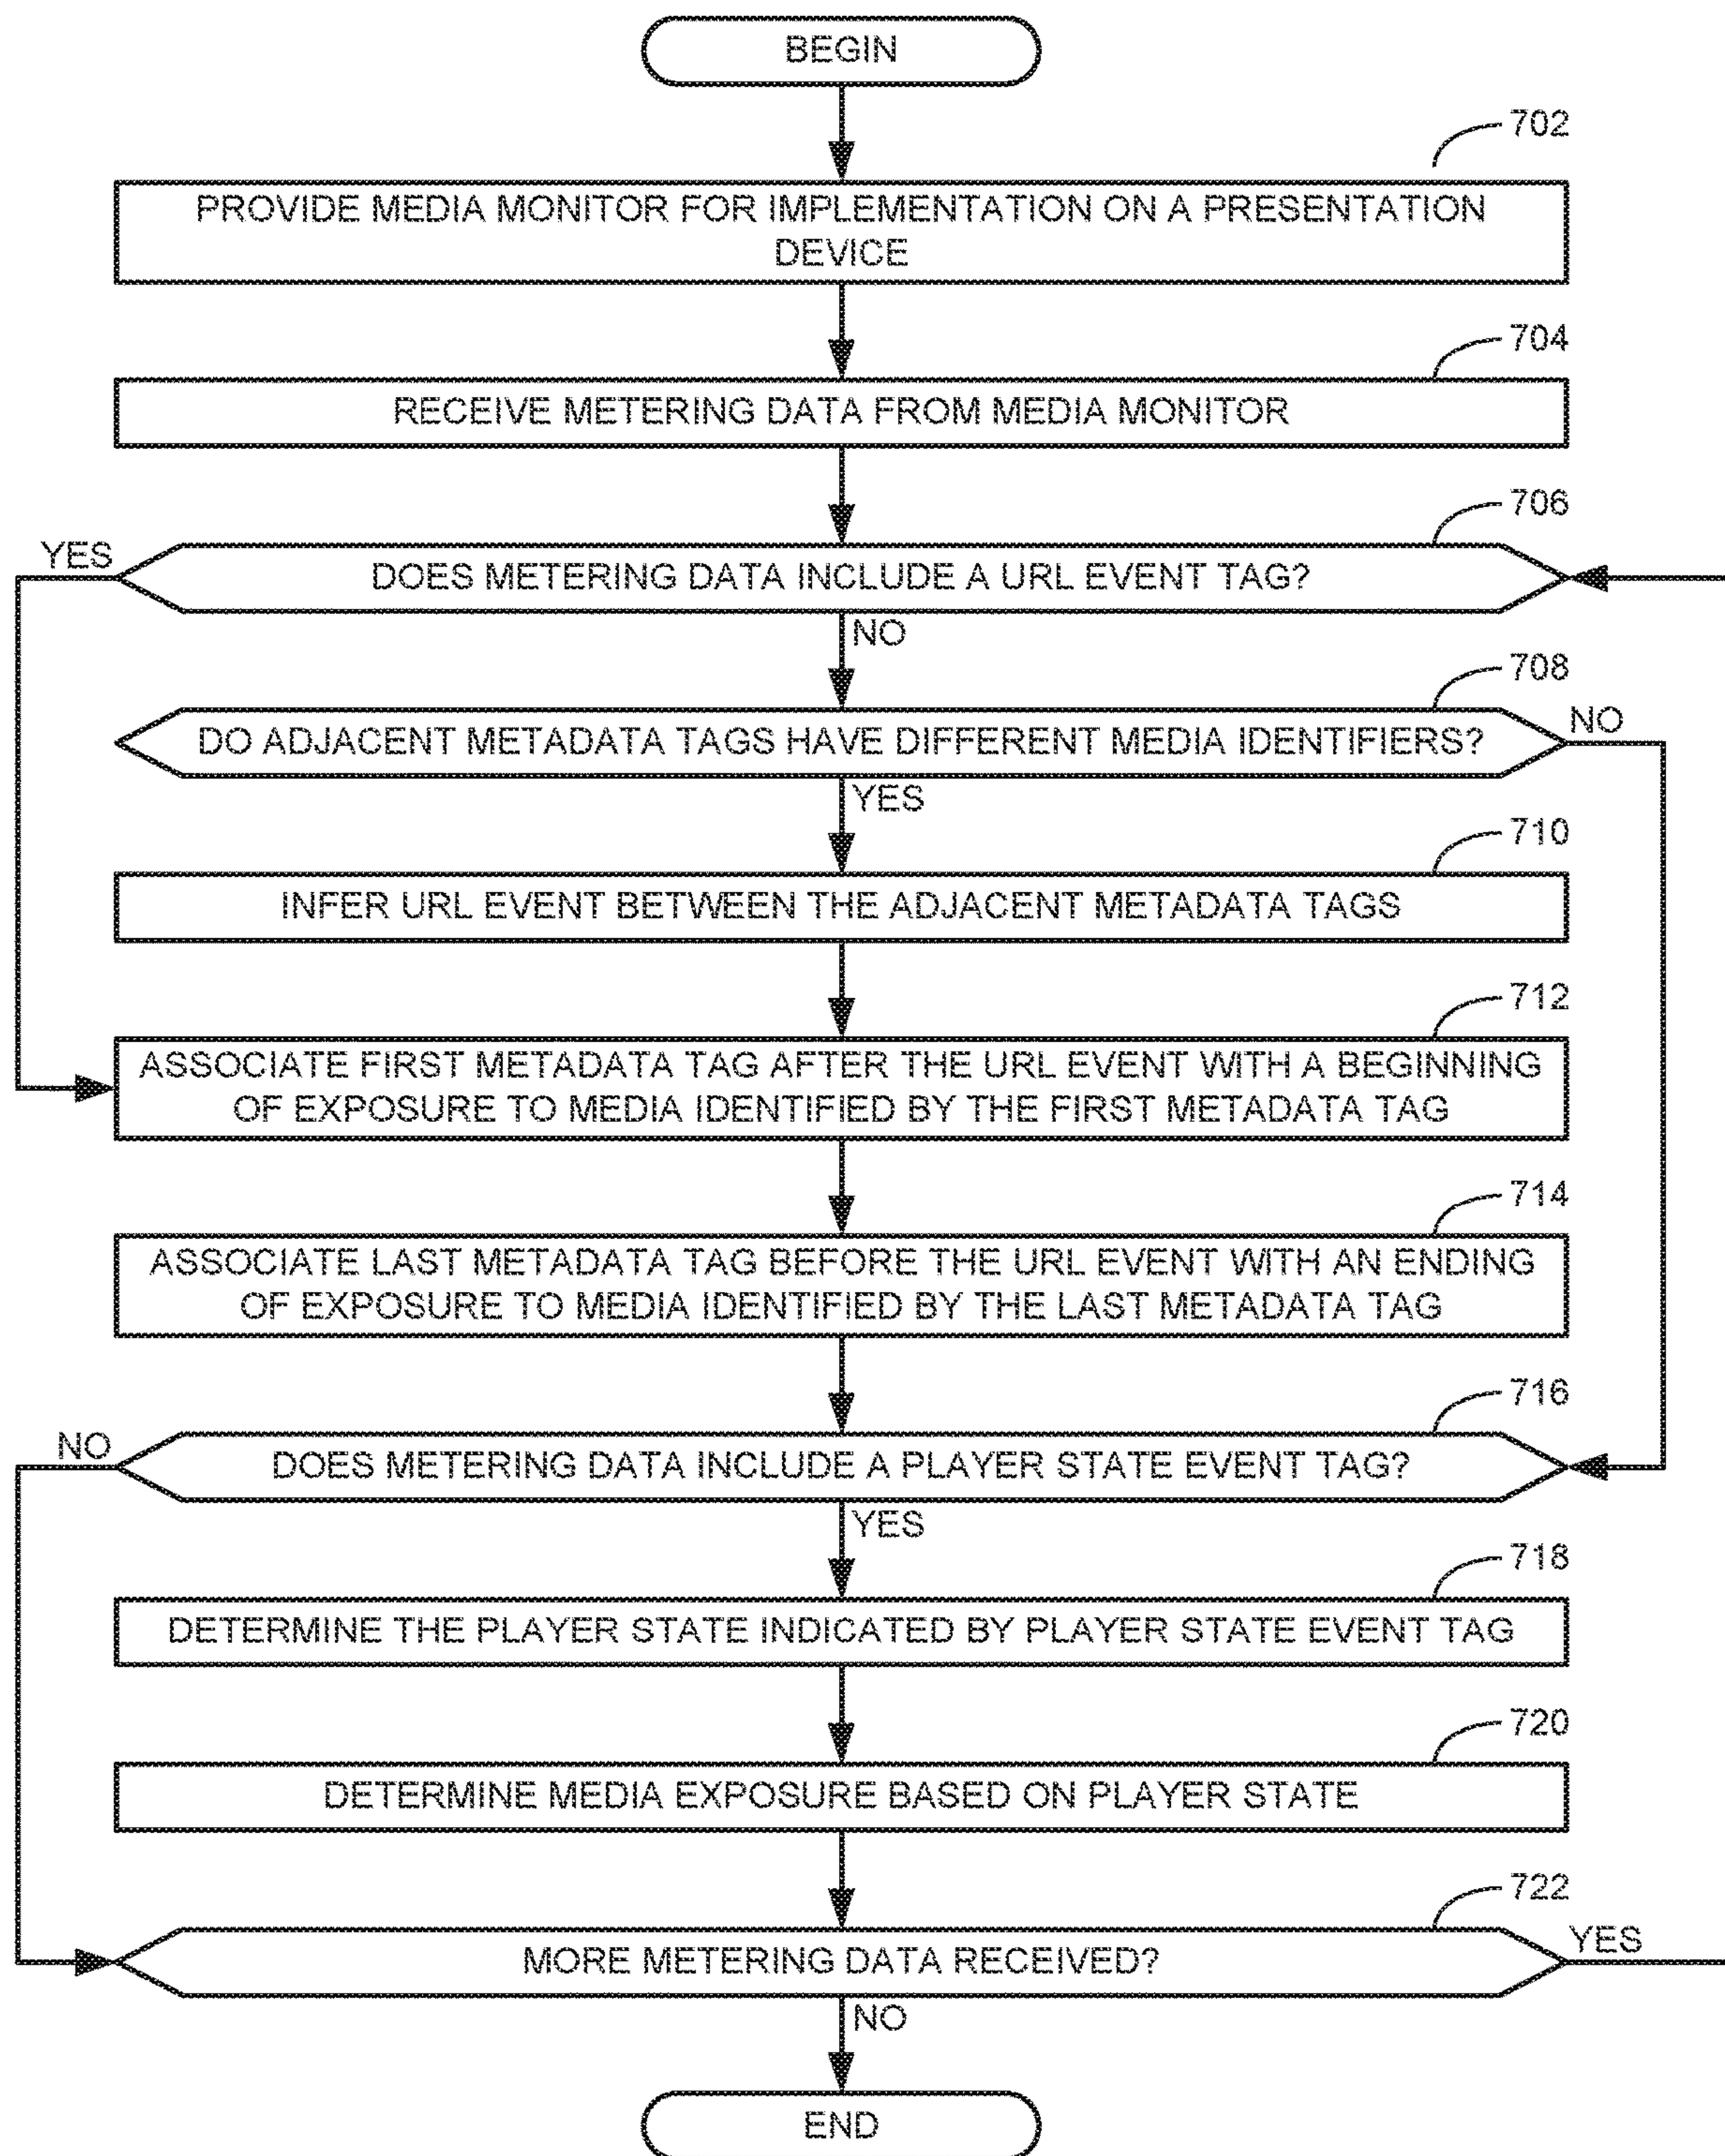 BEGIN
702
PROVIDE MEDIA MONITOR FOR IMPLEMENTATION ON A PRESENTATION
DEVICE
704
RECEIVE METERING DATA FROM MEDIA MONITOR
706
YES
DOES METERING DATA INCLUDE A URL EVENT TAG?
NO
708
DO ADJACENT METADATA TAGS HAVE DIFFERENT MEDIA IDENTIFIERS?
NO
YES
710
INFER URL EVENT BETWEEN THE ADJACENT METADATA TAGS
712
ASSOCIATE FIRST METADATA TAG AFTER THE URL EVENT WITH A BEGINNING
OF EXPOSURE TO MEDIA IDENTIFIED BY THE FIRST METADATA TAG
714
ASSOCIATE LAST METADATA TAG BEFORE THE URL EVENT WITH AN ENDING
OF EXPOSURE TO MEDIA IDENTIFIED BY THE LAST METADATA TAG
716
NO
DOES METERING DATA INCLUDE A PLAYER STATE EVENT TAG?
YES
718
DETERMINE THE PLAYER STATE INDICATED BY PLAYER STATE EVENT TAG
720
DETERMINE MEDIA EXPOSURE BASED ON PLAYER STATE
722
MORE METERING DATA RECEIVED?
YES
NO
END